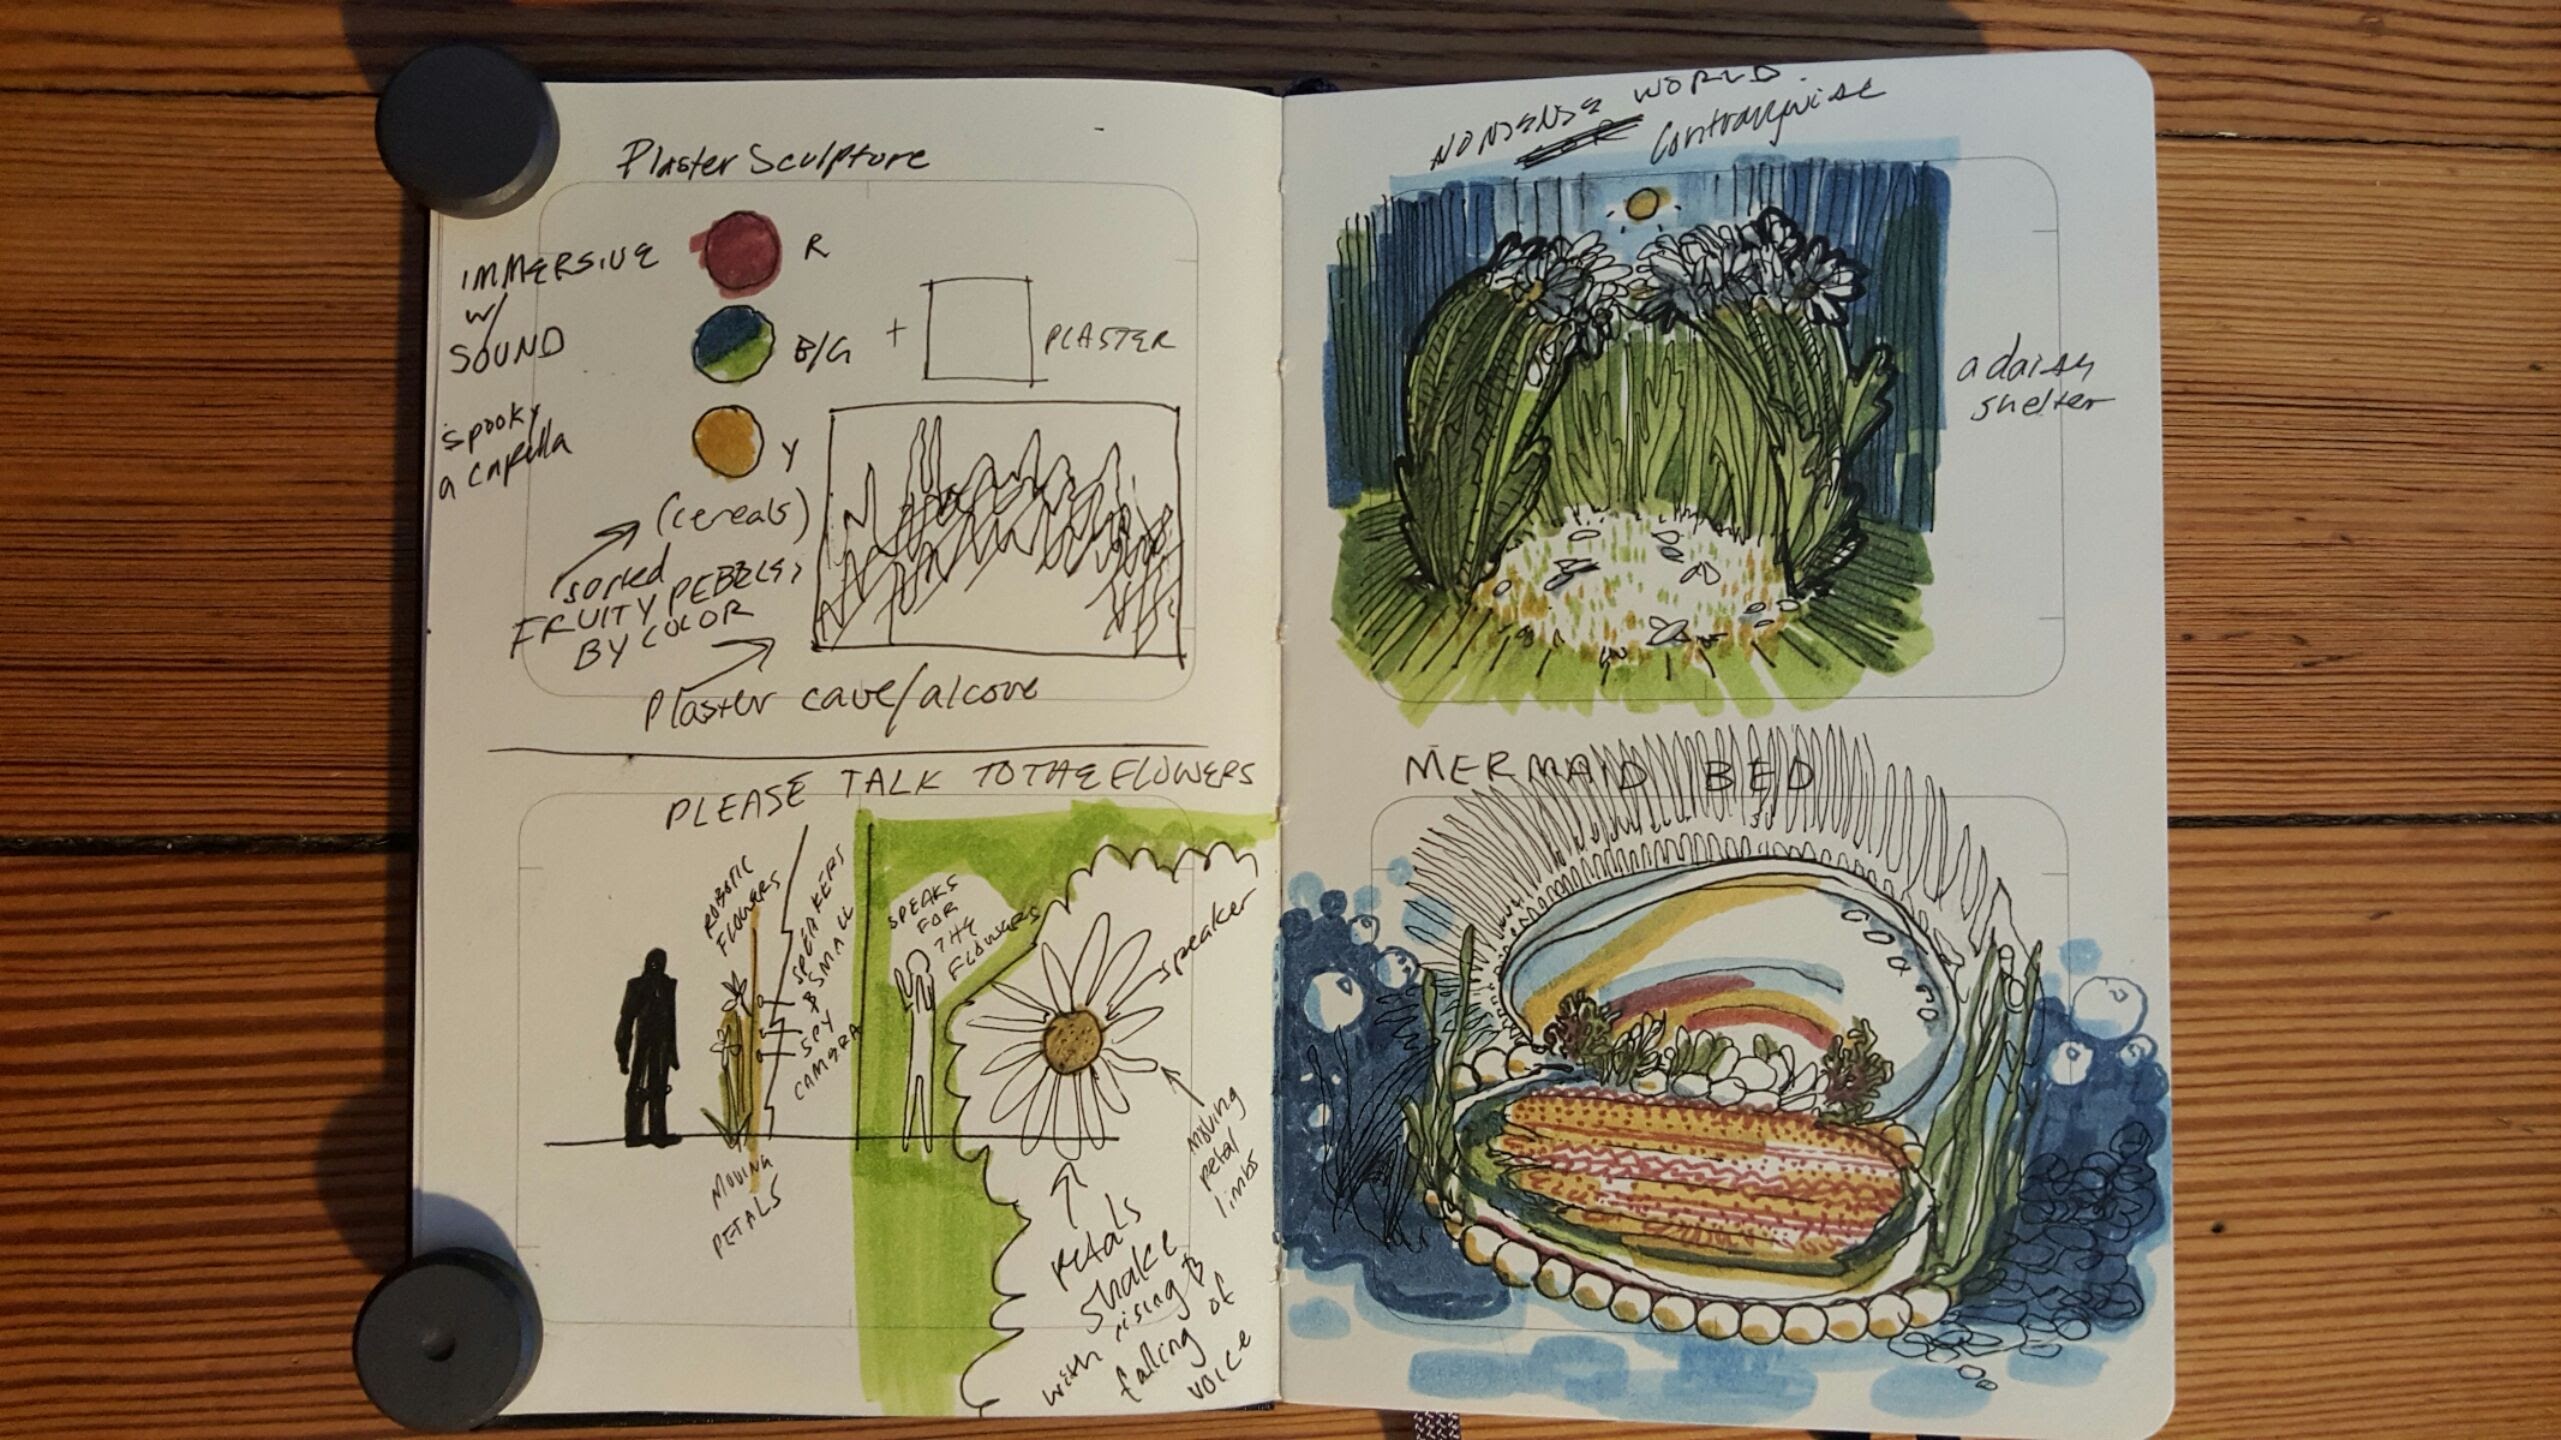 Plaster Sculpture
IMMERSIVE
W/
SOUND
spooky
a capella
R
B/G
+
PLASTER
Y
(cereals)
sorted
FRUITY PEBBLES
BY COLOR
Plaster cave/alcove
PLEASE TALK TO THE FLOWERS
ROBOTIC
FLOWERS
SPEAKERS
& SMALL
SPY
CAMERA
MOVING
PETALS
SPEAKS
FOR
THE
FLOWERS
speaker
moving
petal
limbs
petals
shake
with rising &
falling of
voice
NONSENSE WORLD.
Contrarywise
a daisy
shelter
MERMAID BED